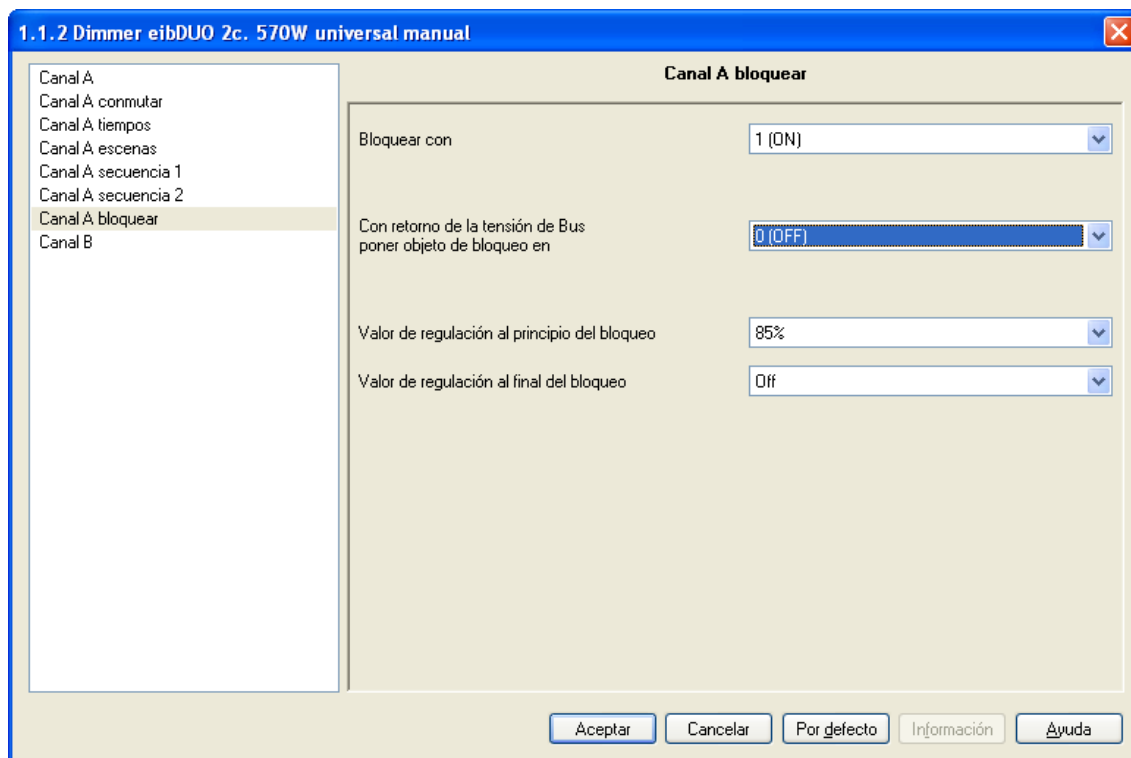 1.1.2 Dimmer eibDUO 2c. 570W universal manual
Canal A
Canal A conmutar
Canal A tiempos
Canal A escenas
Canal A secuencia 1
Canal A secuencia 2
Canal A bloquear
Canal B
Canal A bloquear
Bloquear con
1 (ON)
Con retorno de la tensión de Bus
poner objeto de bloqueo en
0 (OFF)
Valor de regulación al principio del bloqueo
85%
Valor de regulación al final del bloqueo
Off
Aceptar
Cancelar
Por defecto
Información
Ayuda